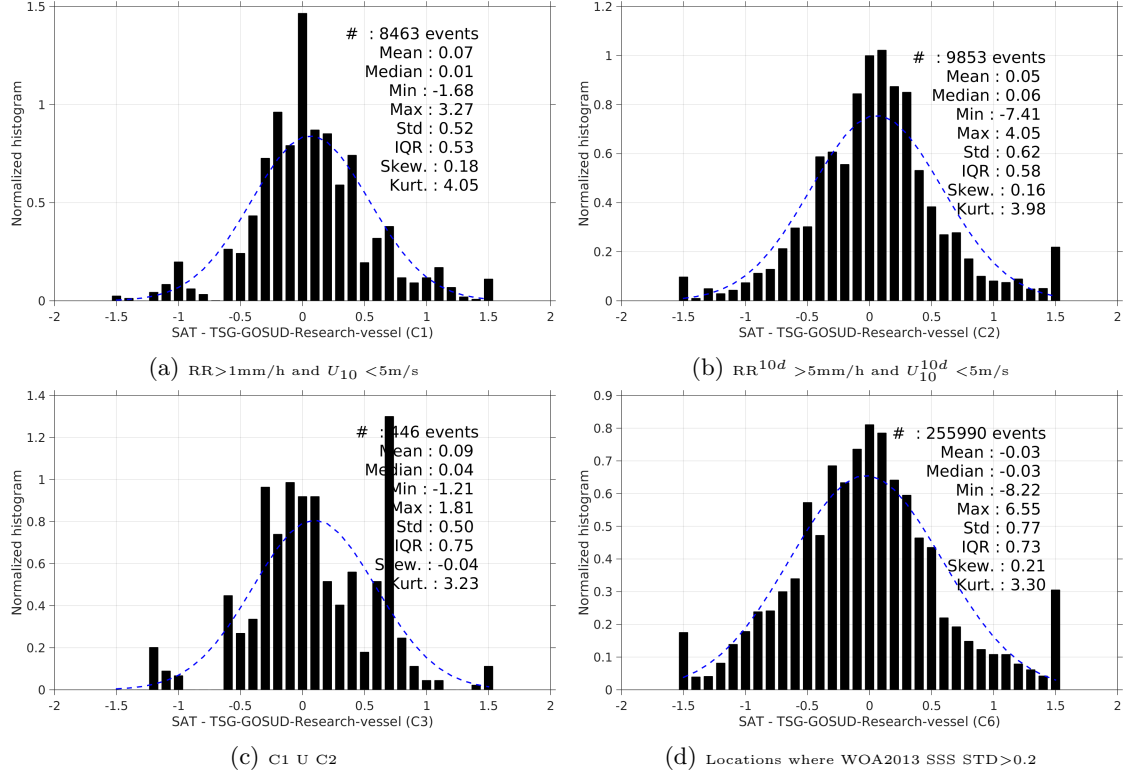 1.5
1
0.5
0
-2
-1.5
-1
-0.5
0
0.5
1
1.5
2
Normalized histogram
SAT - TSG-GOSUD-Research-vessel (C1)
# : 8463 events
Mean : 0.07
Median : 0.01
Min : -1.68
Max : 3.27
Std : 0.52
IQR : 0.53
Skew. : 0.18
Kurt. : 4.05
(a) RR>1mm/h and U10 <5m/s
1.2
1
0.8
0.6
0.4
0.2
0
-2
-1.5
-1
-0.5
0
0.5
1
1.5
2
Normalized histogram
SAT - TSG-GOSUD-Research-vessel (C2)
# : 9853 events
Mean : 0.05
Median : 0.06
Min : -7.41
Max : 4.05
Std : 0.62
IQR : 0.58
Skew. : 0.16
Kurt. : 3.98
(b) RR^10d >5mm/h and U10^10d <5m/s
1.4
1.2
1
0.8
0.6
0.4
0.2
0
-2
-1.5
-1
-0.5
0
0.5
1
1.5
2
Normalized histogram
SAT - TSG-GOSUD-Research-vessel (C3)
# : 446 events
Mean : 0.09
Median : 0.04
Min : -1.21
Max : 1.81
Std : 0.50
IQR : 0.75
Skew. : -0.04
Kurt. : 3.23
(c) C1 U C2
0.9
0.8
0.7
0.6
0.5
0.4
0.3
0.2
0.1
0
-2
-1.5
-1
-0.5
0
0.5
1
1.5
2
Normalized histogram
SAT - TSG-GOSUD-Research-vessel (C6)
# : 255990 events
Mean : -0.03
Median : -0.03
Min : -8.22
Max : 6.55
Std : 0.77
IQR : 0.73
Skew. : 0.21
Kurt. : 3.30
(d) Locations where WOA2013 SSS STD>0.2